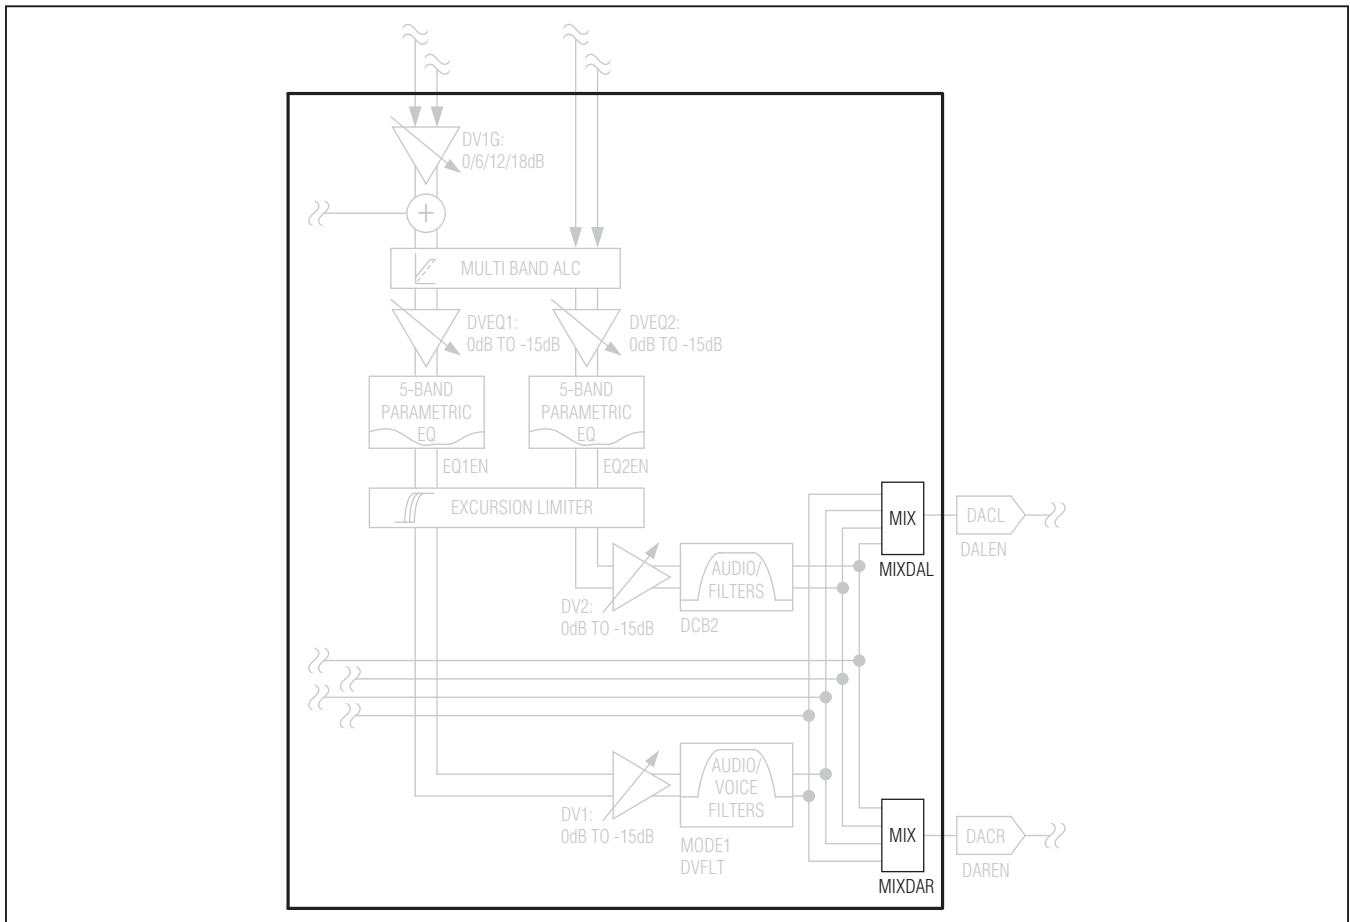 DV1G:
0/6/12/18dB
+
MULTI BAND ALC
DVEQ1:
0dB TO -15dB
DVEQ2:
0dB TO -15dB
5-BAND
PARAMETRIC
EQ
5-BAND
PARAMETRIC
EQ
EQ1EN
EQ2EN
EXCURSION LIMITER
MIX
DACL
DALEN
MIXDAL
AUDIO/
FILTERS
DV2:
0dB TO -15dB
DCB2
AUDIO/
VOICE
FILTERS
DV1:
0dB TO -15dB
MODE1
DVFLT
MIX
DACR
DAREN
MIXDAR